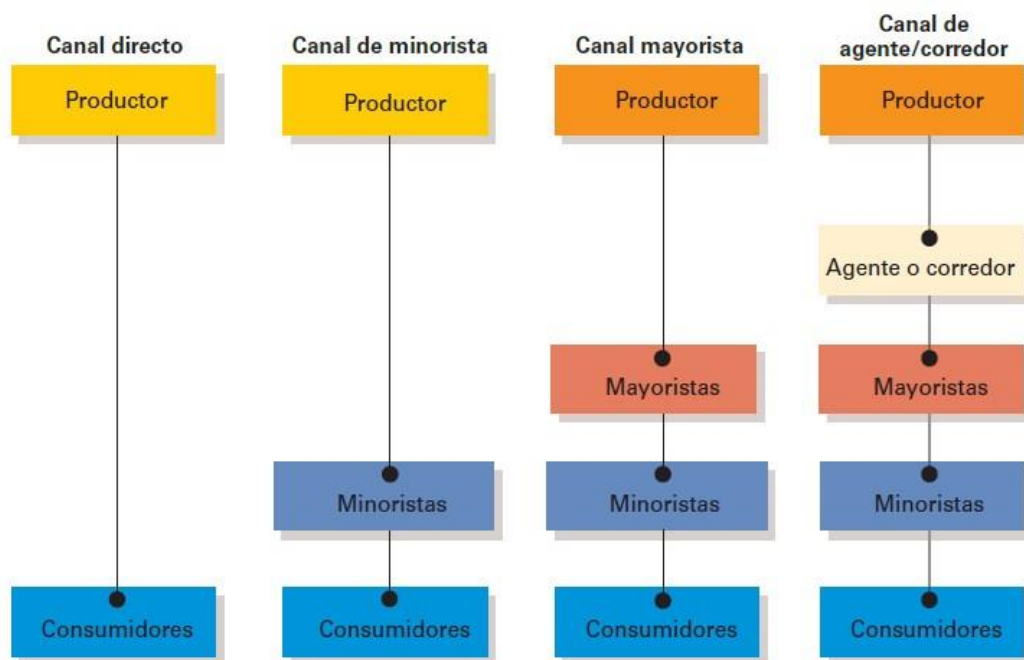 Canal directo
Productor
Consumidores
Canal de minorista
Productor
Minoristas
Consumidores
Canal mayorista
Productor
Mayoristas
Minoristas
Consumidores
Canal de
agente/corredor
Productor
Agente o corredor
Mayoristas
Minoristas
Consumidores